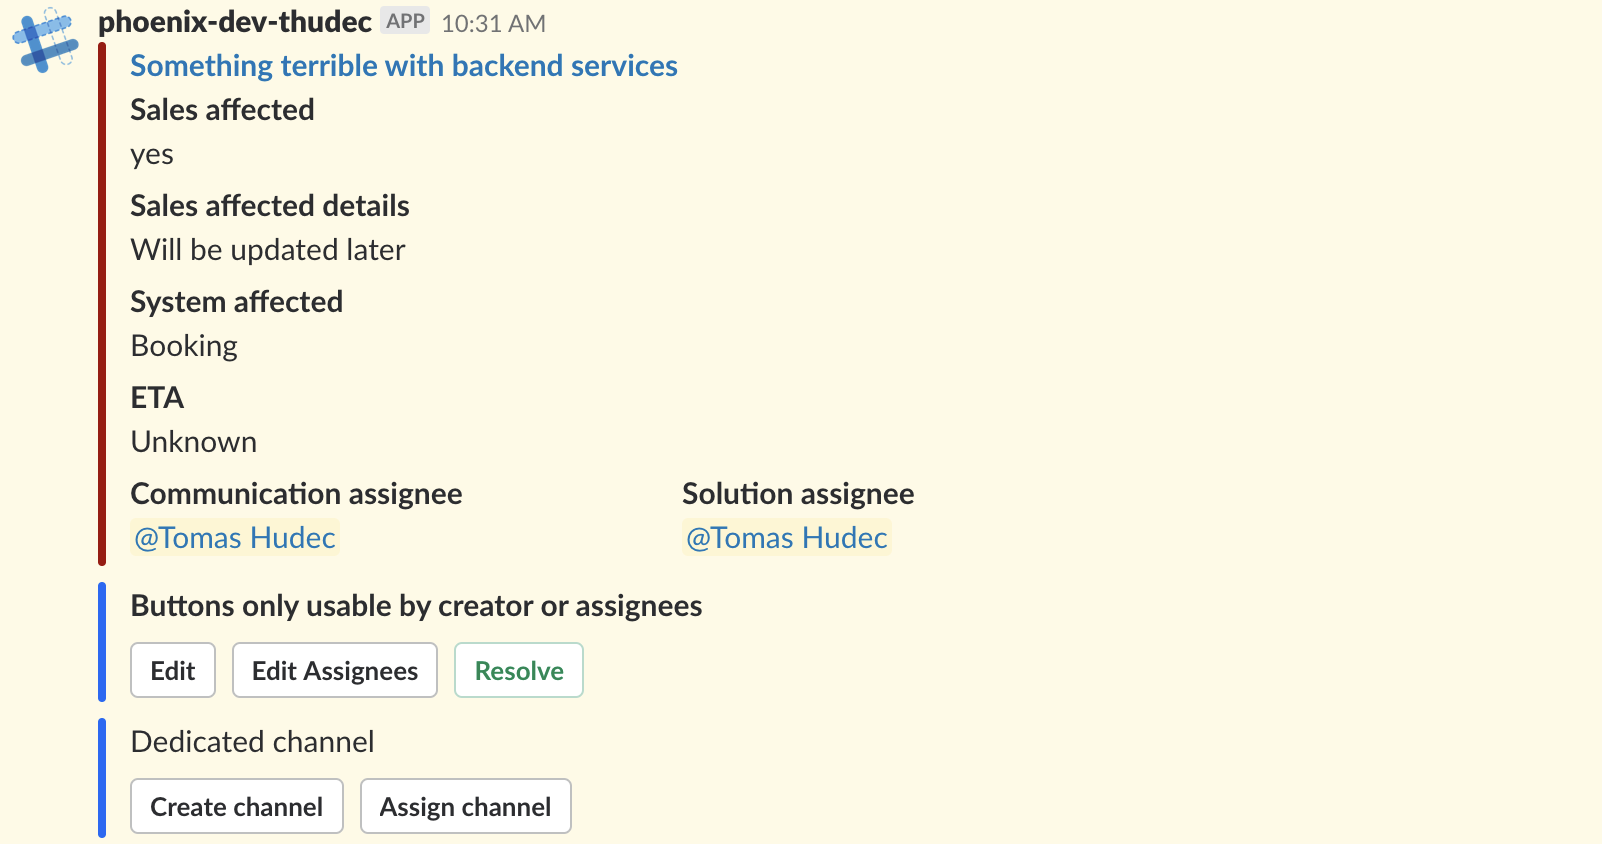 phoenix-dev-thudec APP 10:31 AM
Something terrible with backend services
Sales affected
yes
Sales affected details
Will be updated later
System affected
Booking
ETA
Unknown
Communication assignee Solution assignee
@Tomas Hudec @Tomas Hudec
Buttons only usable by creator or assignees
Edit Edit Assignees Resolve
Dedicated channel
Create channel Assign channel